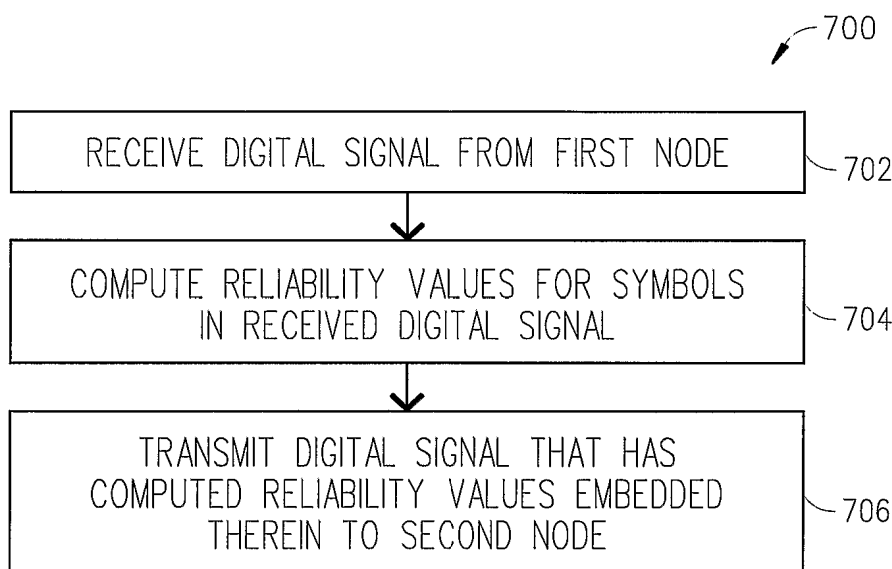 700
RECEIVE DIGITAL SIGNAL FROM FIRST NODE
702
COMPUTE RELIABILITY VALUES FOR SYMBOLS
IN RECEIVED DIGITAL SIGNAL
704
TRANSMIT DIGITAL SIGNAL THAT HAS
COMPUTED RELIABILITY VALUES EMBEDDED
THEREIN TO SECOND NODE
706